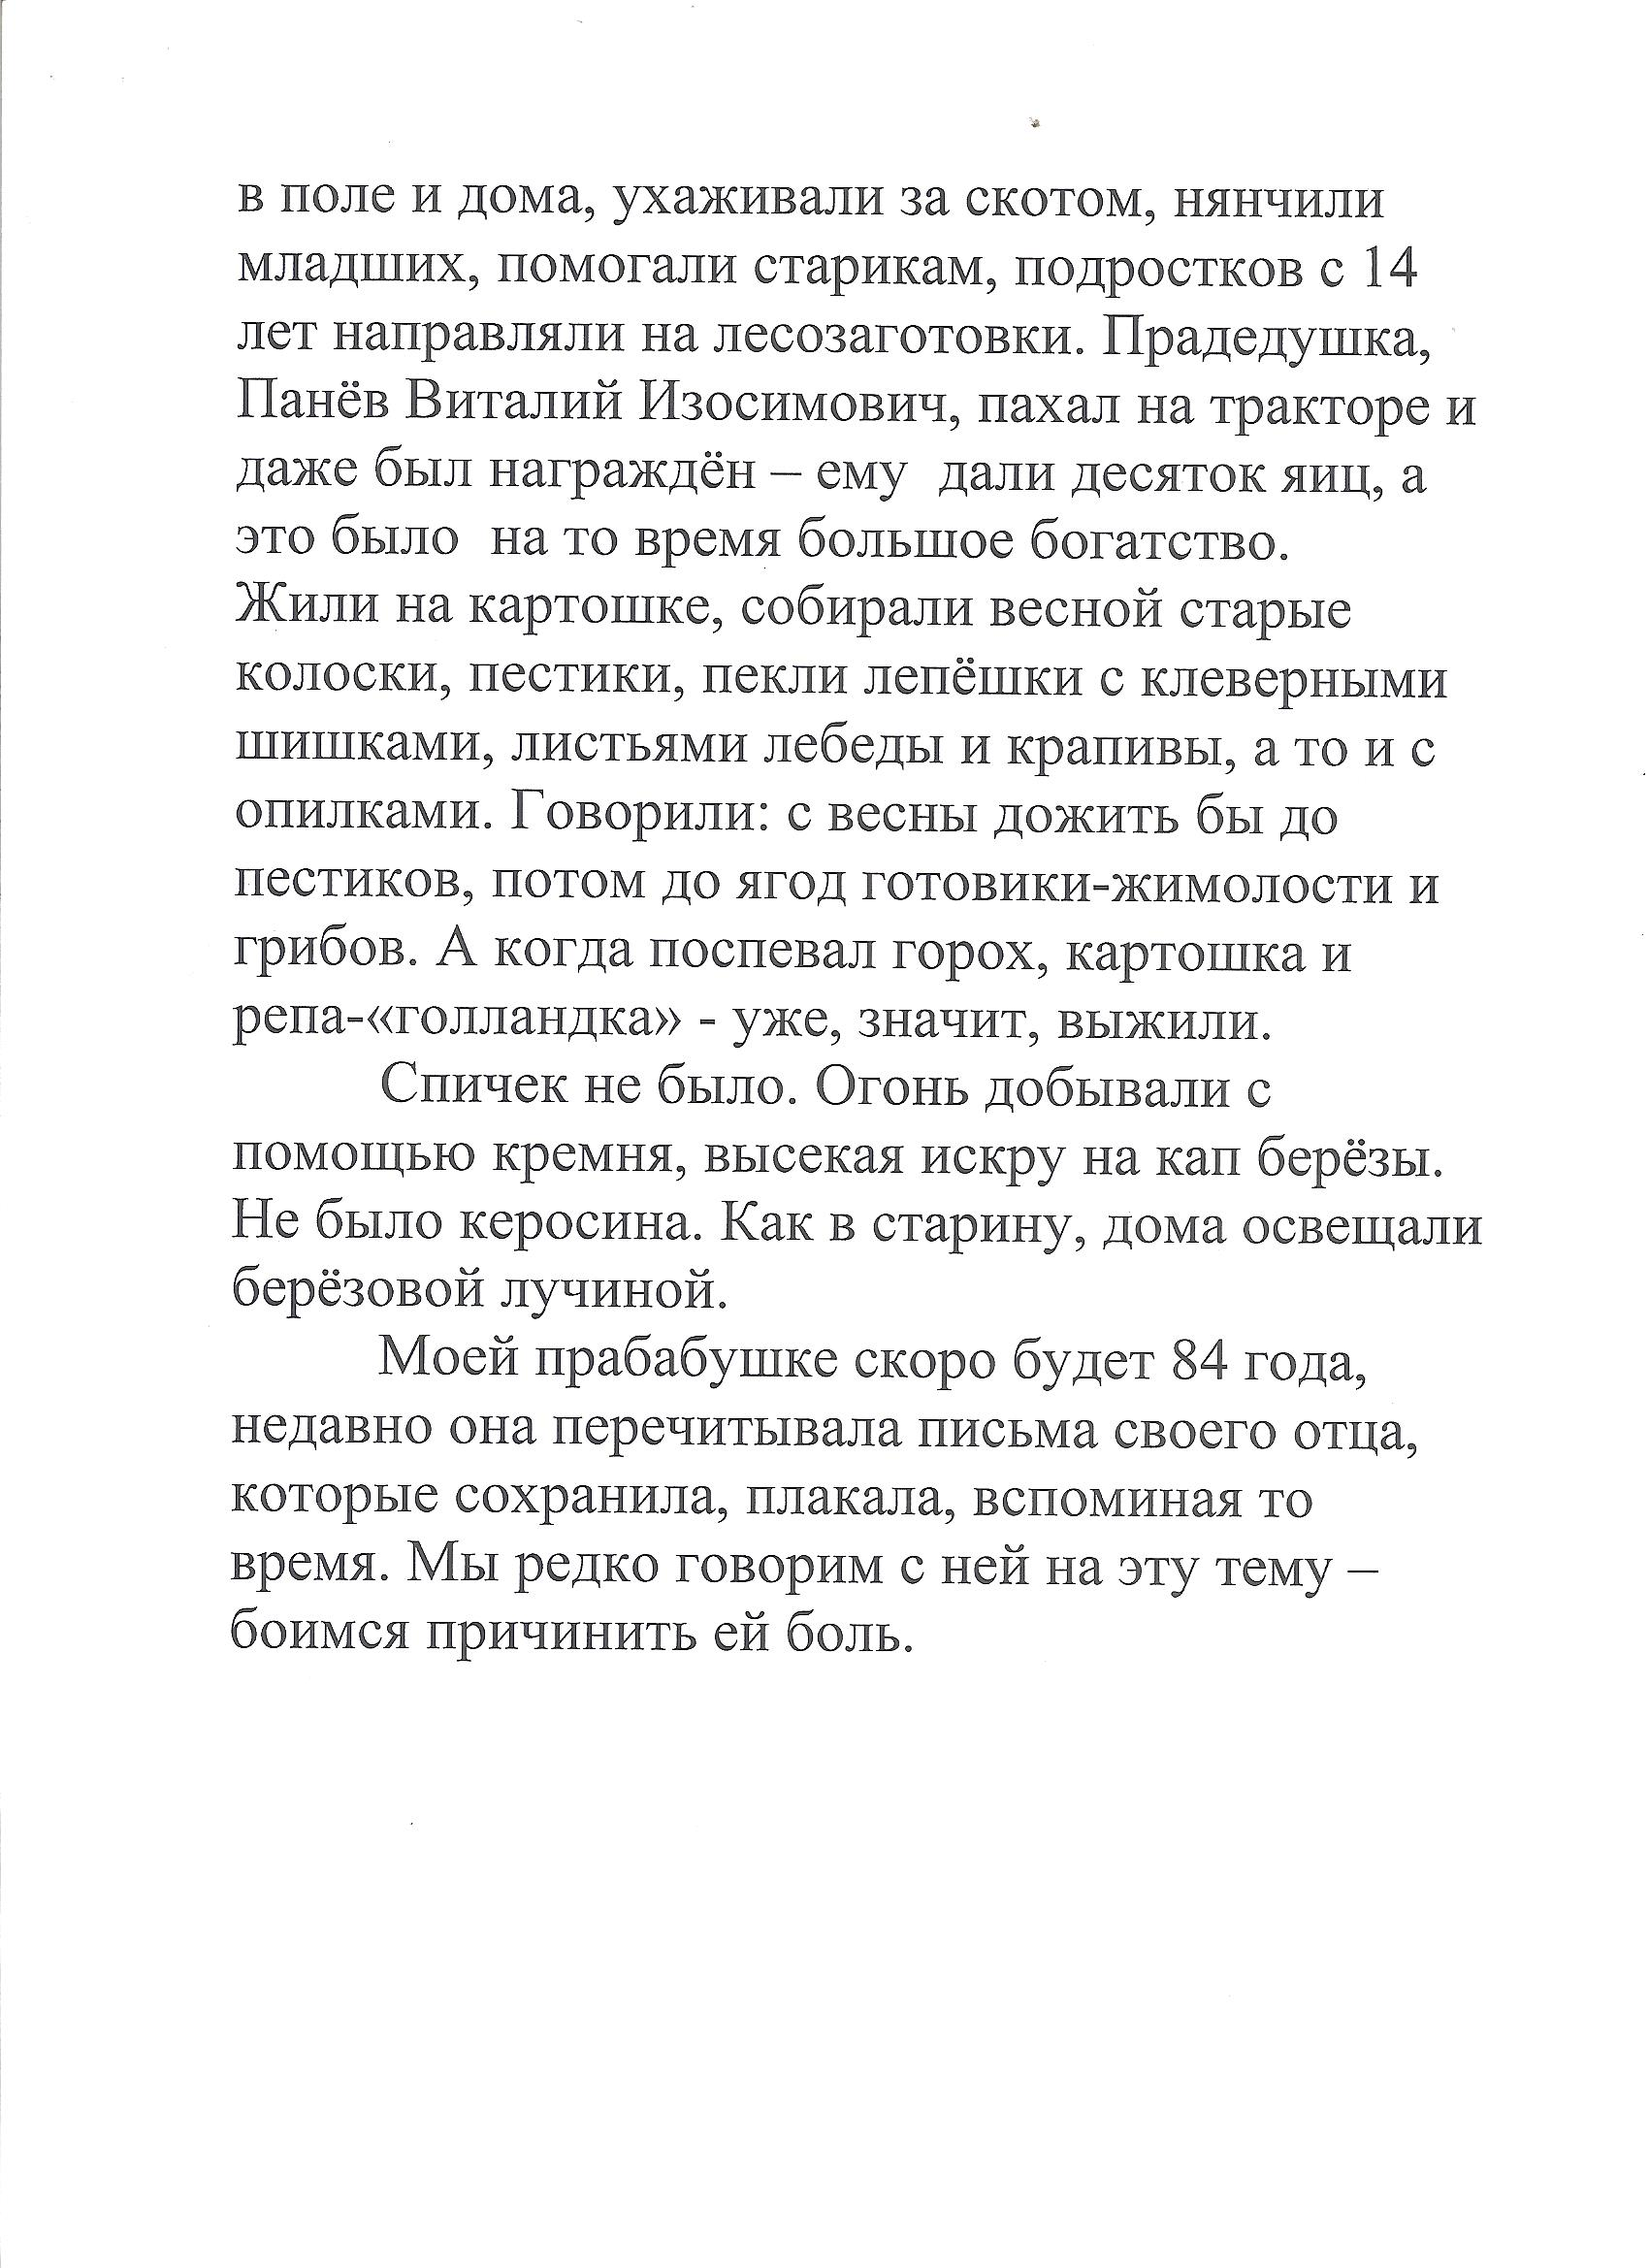 в поле и дома, ухаживали за скотом, нянчили
младших, помогали старикам, подростков с 14
лет направляли на лесозаготовки. Прадедушка,
Панёв Виталий Изосимович, пахал на тракторе и
даже был награждён – ему  дали десяток яиц, а
это было  на то время большое богатство.
Жили на картошке, собирали весной старые
колоски, пестики, пекли лепёшки с клеверными
шишками, листьями лебеды и крапивы, а то и с
опилками. Говорили: с весны дожить бы до
пестиков, потом до ягод готовики-жимолости и
грибов. А когда поспевал горох, картошка и
репа-«голландка» - уже, значит, выжили.
Спичек не было. Огонь добывали с
помощью кремня, высекая искру на кап берёзы.
Не было керосина. Как в старину, дома освещали
берёзовой лучиной.
Моей прабабушке скоро будет 84 года,
недавно она перечитывала письма своего отца,
которые сохранила, плакала, вспоминая то
время. Мы редко говорим с ней на эту тему –
боимся причинить ей боль.